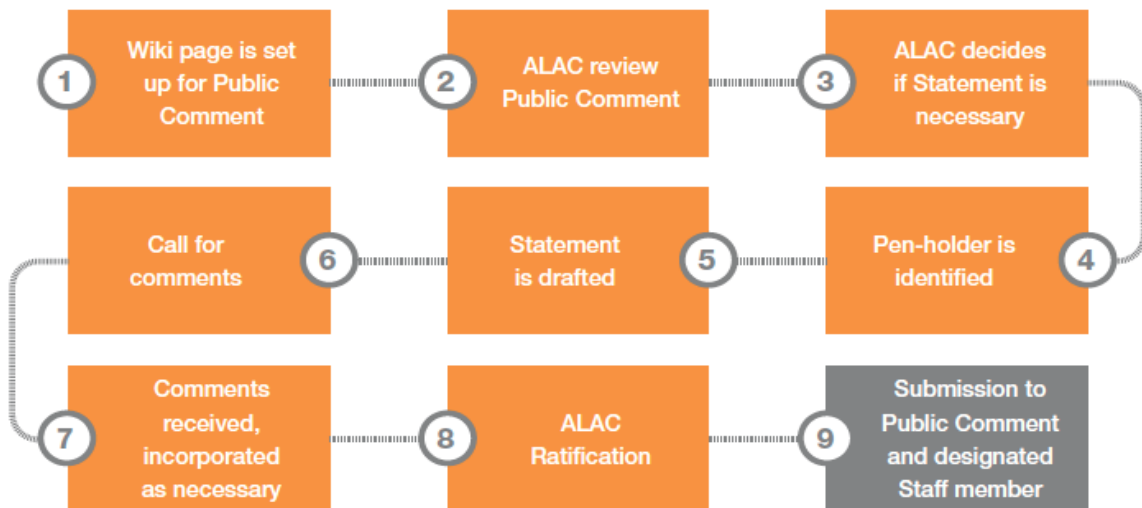 1
Wiki page is set
up for Public
Comment
2
ALAC review
Public Comment
3
ALAC decides
if Statement is
necessary
4
Pen-holder is
identified
5
Statement
is drafted
6
Call for
comments
7
Comments
received,
incorporated
as necessary
8
ALAC
Ratification
9
Submission to
Public Comment
and designated
Staff member